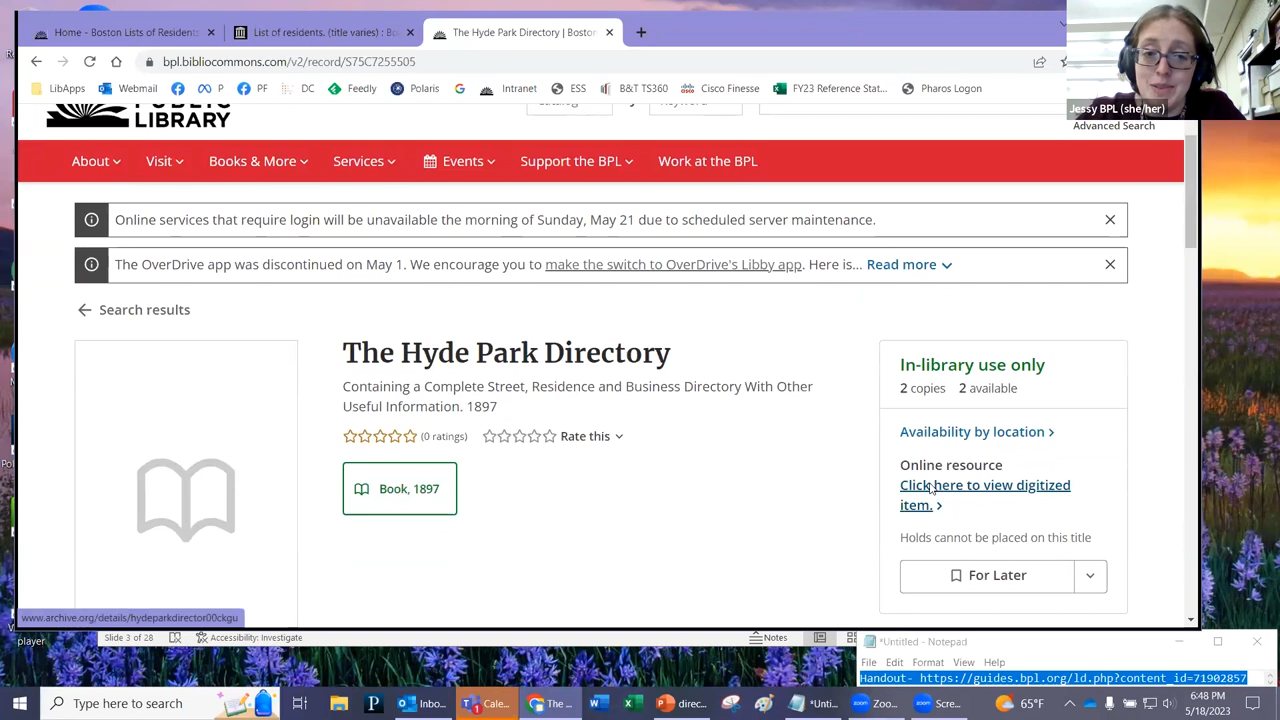 Home - Boston Lists of Residents
List of residents. (title varies) : Bo
The Hyde Park Directory | Boston
bpl.bibliocommons.com/v2/record/S75C7255505
LibApps
Webmail
P
PF
DC
Feedly
Polaris
Intranet
ESS
B&T TS360
Cisco Finesse
FY23 Reference Stat...
Pharos Logon
Jessy BPL (she/her)
PUBLIC
LIBRARY
Advanced Search
About
Visit
Books & More
Services
Events
Support the BPL
Work at the BPL
Online services that require login will be unavailable the morning of Sunday, May 21 due to scheduled server maintenance.
The OverDrive app was discontinued on May 1. We encourage you to make the switch to OverDrive's Libby app. Here is... Read more
Search results
The Hyde Park Directory
Containing a Complete Street, Residence and Business Directory With Other
Useful Information. 1897
(0 ratings)
Rate this
Book, 1897
In-library use only
2 copies 2 available
Availability by location
Online resource
Click here to view digitized
item.
Holds cannot be placed on this title
For Later
www.archive.org/details/hydeparkdirector00ckgu
player
Slide 3 of 28
Accessibility: Investigate
Notes
*Untitled - Notepad
File Edit Format View Help
Handout- https://guides.bpl.org/ld.php?content_id=71902857
Type here to search
Inbo...
Cale...
The ...
direc...
*Unti...
Zoo...
Scre...
65°F
6:48 PM
5/18/2023